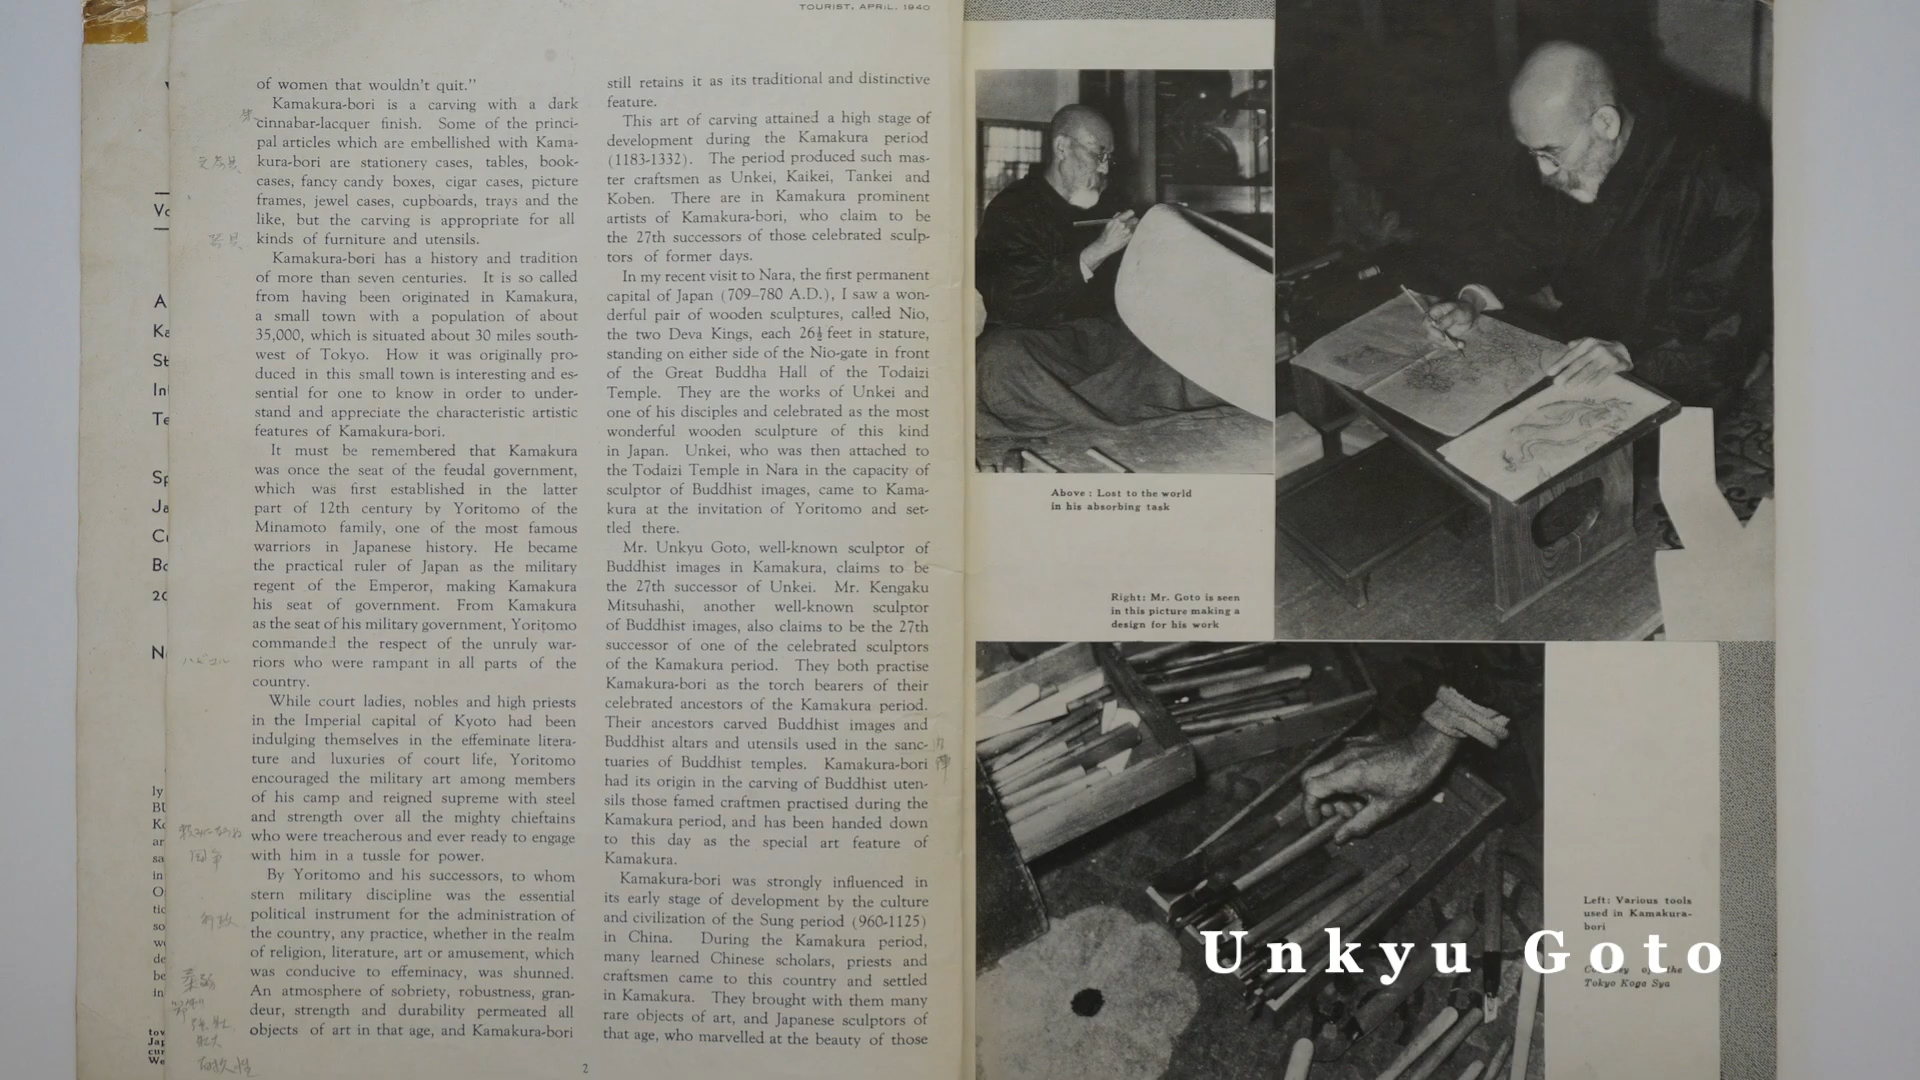 TOURIST, APRIL, 1940
of women that wouldn't quit."
Kamakura-bori is a carving with a dark
cinnabar-lacquer finish. Some of the princi-
pal articles which are embellished with Kama-
kura-bori are stationery cases, tables, book-
cases, fancy candy boxes, cigar cases, picture
frames, jewel cases, cupboards, trays and the
like, but the carving is appropriate for all
kinds of furniture and utensils.
Kamakura-bori has a history and tradition
of more than seven centuries. It is so called
from having been originated in Kamakura,
a small town with a population of about
35,000, which is situated about 30 miles south-
west of Tokyo. How it was originally pro-
duced in this small town is interesting and es-
sential for one to know in order to under-
stand and appreciate the characteristic artistic
features of Kamakura-bori.
It must be remembered that Kamakura
was once the seat of the feudal government,
which was first established in the latter
part of 12th century by Yoritomo of the
Minamoto family, one of the most famous
warriors in Japanese history. He became
the practical ruler of Japan as the military
regent of the Emperor, making Kamakura
his seat of government. From Kamakura
as the seat of his military government, Yoritomo
commanded the respect of the unruly war-
riors who were rampant in all parts of the
country.
While court ladies, nobles and high priests
in the Imperial capital of Kyoto had been
indulging themselves in the effeminate litera-
ture and luxuries of court life, Yoritomo
encouraged the military art among members
of his camp and reigned supreme with steel
and strength over all the mighty chieftains
who were treacherous and ever ready to engage
with him in a tussle for power.
By Yoritomo and his successors, to whom
stern military discipline was the essential
political instrument for the administration of
the country, any practice, whether in the realm
of religion, literature, art or amusement, which
was conducive to effeminacy, was shunned.
An atmosphere of sobriety, robustness, gran-
deur, strength and durability permeated all
objects of art in that age, and Kamakura-bori
still retains it as its traditional and distinctive
feature.
This art of carving attained a high stage of
development during the Kamakura period
(1183-1332). The period produced such mas-
ter craftsmen as Unkei, Kaikei, Tankei and
Koben. There are in Kamakura prominent
artists of Kamakura-bori, who claim to be
the 27th successors of those celebrated sculp-
tors of former days.
In my recent visit to Nara, the first permanent
capital of Japan (709–780 A.D.), I saw a won-
derful pair of wooden sculptures, called Nio,
the two Deva Kings, each 26½ feet in stature,
standing on either side of the Nio-gate in front
of the Great Buddha Hall of the Todaizi
Temple. They are the works of Unkei and
one of his disciples and celebrated as the most
wonderful wooden sculpture of this kind
in Japan. Unkei, who was then attached to
the Todaizi Temple in Nara in the capacity of
sculptor of Buddhist images, came to Kama-
kura at the invitation of Yoritomo and set-
tled there.
Mr. Unkyu Goto, well-known sculptor of
Buddhist images in Kamakura, claims to be
the 27th successor of Unkei. Mr. Kengaku
Mitsuhashi, another well-known sculptor
of Buddhist images, also claims to be the 27th
successor of one of the celebrated sculptors
of the Kamakura period. They both practise
Kamakura-bori as the torch bearers of their
celebrated ancestors of the Kamakura period.
Their ancestors carved Buddhist images and
Buddhist altars and utensils used in the sanc-
tuaries of Buddhist temples. Kamakura-bori
had its origin in the carving of Buddhist uten-
sils those famed craftmen practised during the
Kamakura period, and has been handed down
to this day as the special art feature of
Kamakura.
Kamakura-bori was strongly influenced in
its early stage of development by the culture
and civilization of the Sung period (960-1125)
in China. During the Kamakura period,
many learned Chinese scholars, priests and
craftsmen came to this country and settled
in Kamakura. They brought with them many
rare objects of art, and Japanese sculptors of
that age, who marvelled at the beauty of those
2
Above : Lost to the world
in his absorbing task
Right: Mr. Goto is seen
in this picture making a
design for his work
Left: Various tools
used in Kamakura-
bori
Tokyo Koga Sya
Unkyu Goto